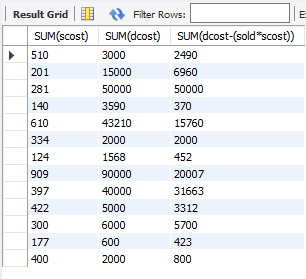 Result Grid Filter Rows:
SUM(scost) SUM(dcost) SUM(dcost-(sold*scost))
510 3000 2490
201 15000 6960
281 50000 50000
140 3590 370
610 43210 15760
334 2000 2000
124 1568 452
909 90000 20007
397 40000 31663
422 5000 3312
300 6000 5700
177 600 423
400 2000 800